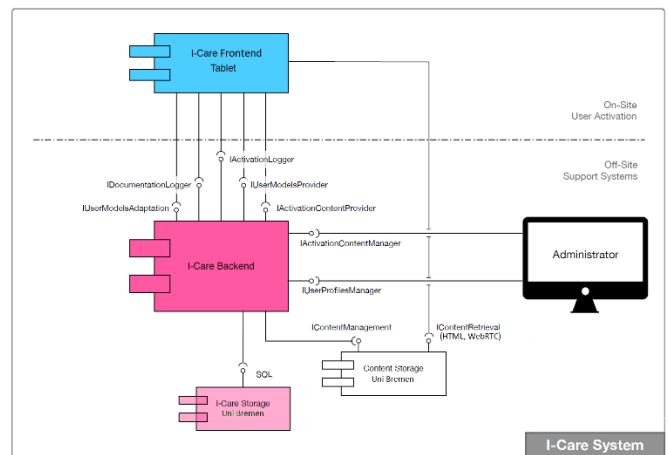 I-Care Frontend
Tablet
On-Site
User Activation
Off-Site
Support Systems
IActivationLogger
IDocumentationLogger
IUserModelsProvider
IUserModelsAdaptation
IActivationContentProvider
I-Care Backend
IActivationContentManager
Administrator
IUserProfilesManager
IContentManagement
IContentRetrieval
(HTML, WebRTC)
SQL
Content Storage
Uni Bremen
I-Care Storage
Uni Bremen
I-Care System